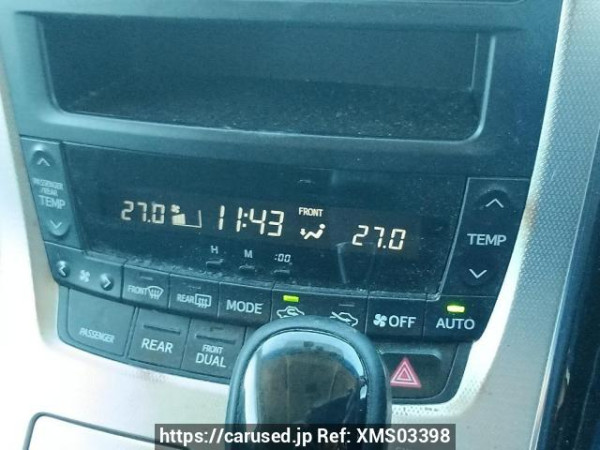 PASSENGER
/REAR
TEMP
27.0 11:43 FRONT 27.0
TEMP
H M :00
FRONT REAR MODE OFF AUTO
PASSENGER REAR FRONT DUAL
https://carused.jp Ref: XMS03398